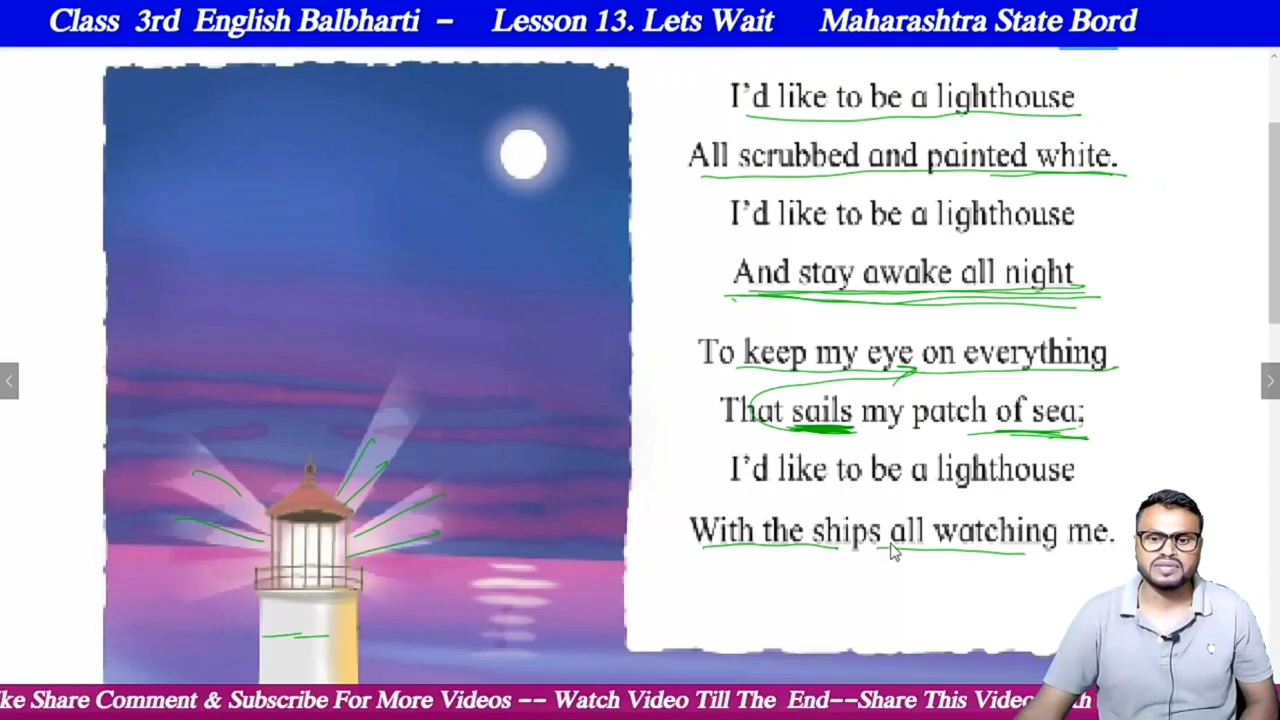 Class 3rd English Balbharti - Lesson 13. Lets Wait Maharashtra State Bord
I'd like to be a lighthouse
All scrubbed and painted white.
I'd like to be a lighthouse
And stay awake all night
To keep my eye on everything
That sails my patch of sea;
I'd like to be a lighthouse
With the ships all watching me.
ke Share Comment & Subscribe For More Videos -- Watch Video Till The End--Share This Video th